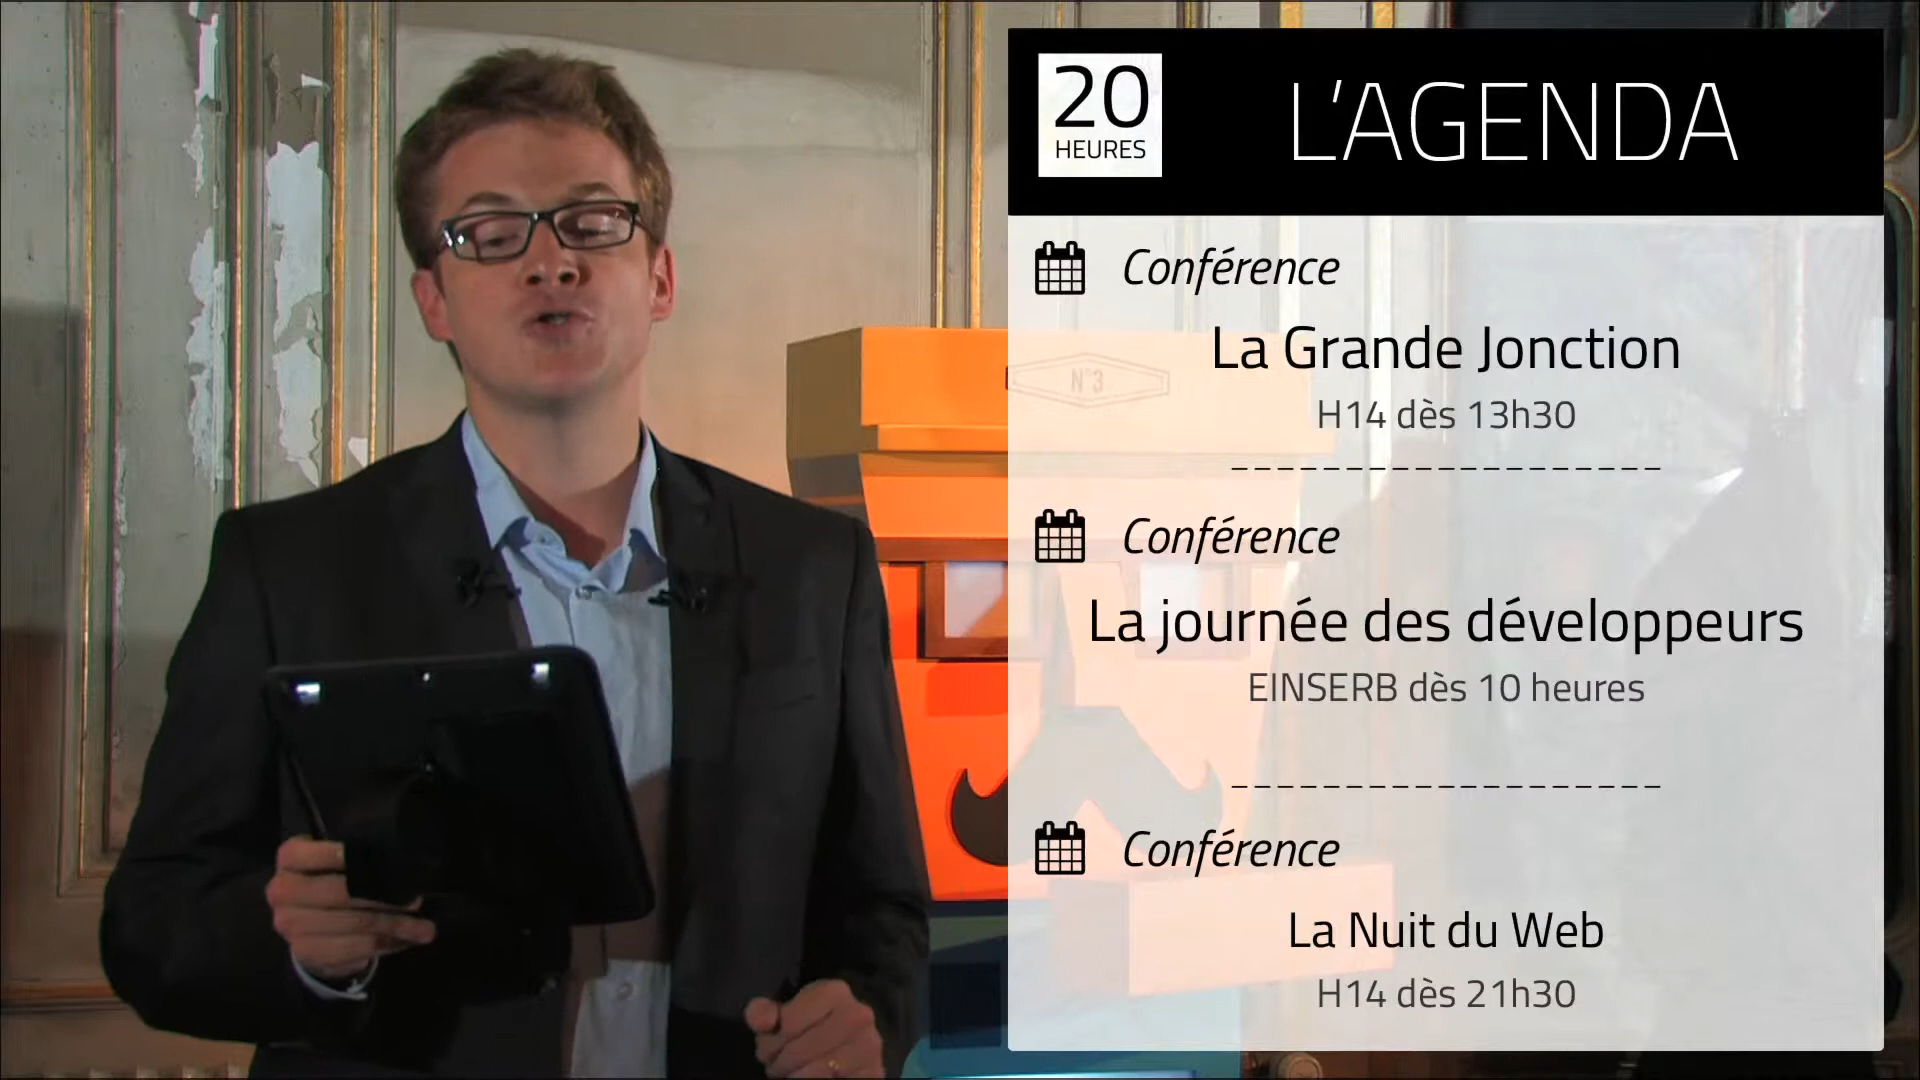 20
HEURES
L'AGENDA
Conférence
La Grande Jonction
N°3
H14 dès 13h30
Conférence
La journée des développeurs
EINSERB dès 10 heures
Conférence
La Nuit du Web
H14 dès 21h30